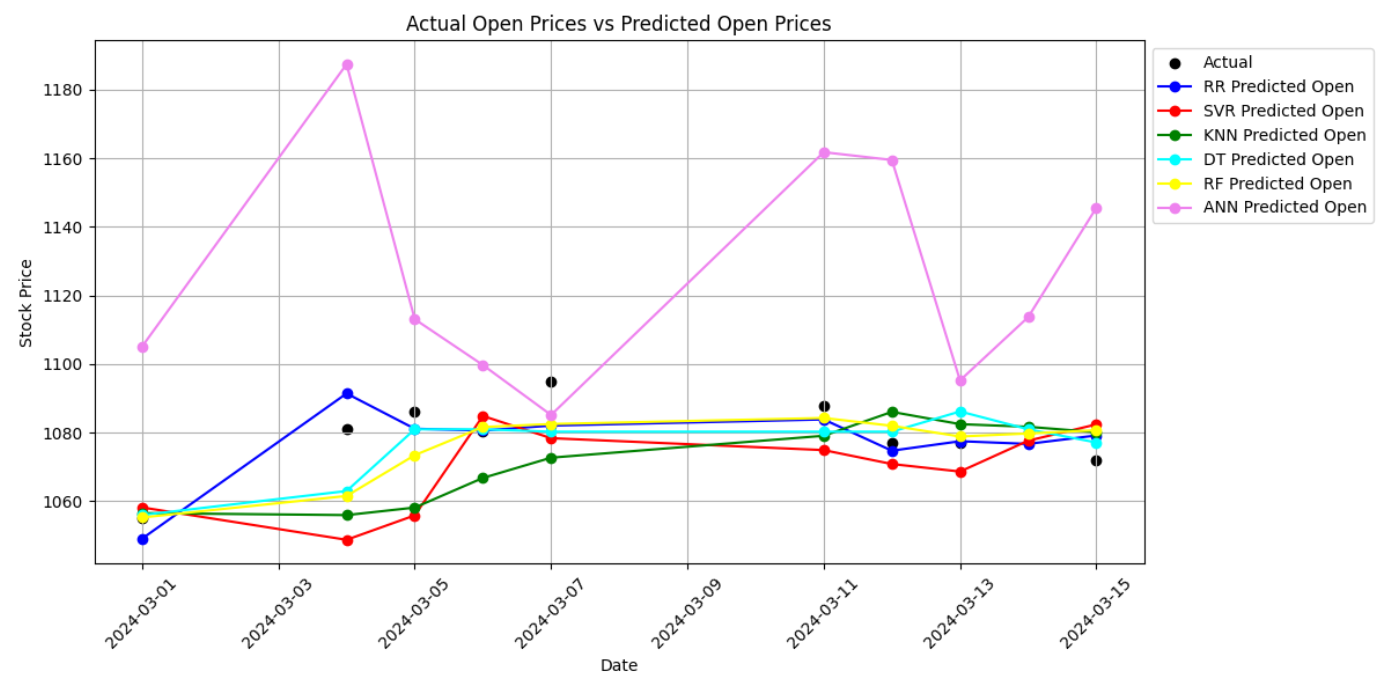 Actual Open Prices vs Predicted Open Prices
Stock Price
1180
1160
1140
1120
1100
1080
1060
2024-03-01
2024-03-03
2024-03-05
2024-03-07
2024-03-09
2024-03-11
2024-03-13
2024-03-15
Date
Actual
RR Predicted Open
SVR Predicted Open
KNN Predicted Open
DT Predicted Open
RF Predicted Open
ANN Predicted Open